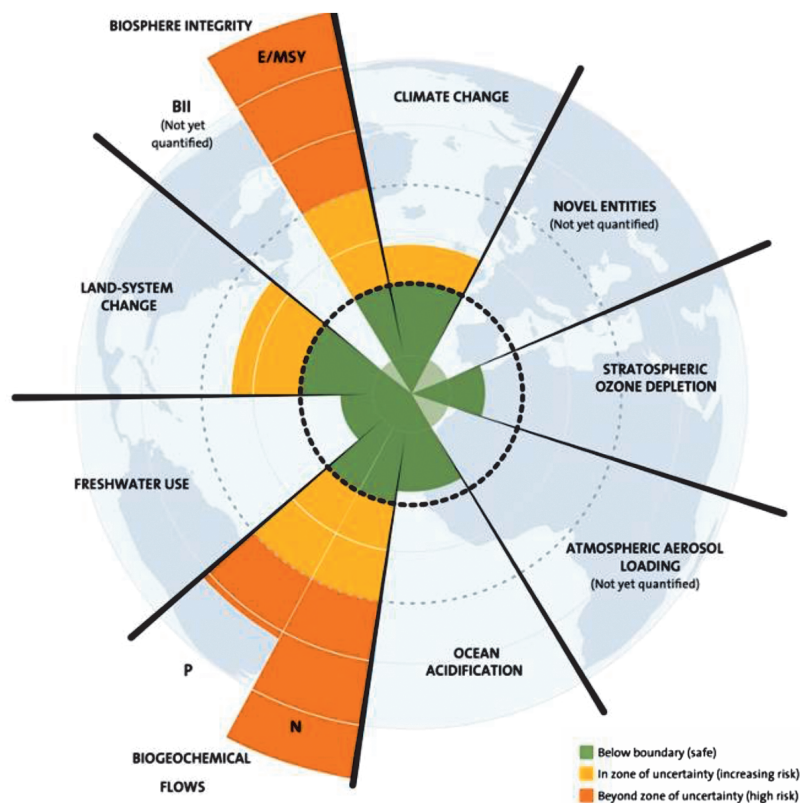 BIOSPHERE INTEGRITY
E/MSY
CLIMATE CHANGE
BII
(Not yet
quantified)
NOVEL ENTITIES
(Not yet quantified)
LAND-SYSTEM
CHANGE
STRATOSPHERIC
OZONE DEPLETION
FRESHWATER USE
ATMOSPHERIC AEROSOL
LOADING
(Not yet quantified)
OCEAN
ACIDIFICATION
P
N
BIOGEOCHEMICAL
FLOWS
Below boundary (safe)
In zone of uncertainty (increasing risk)
Beyond zone of uncertainty (high risk)